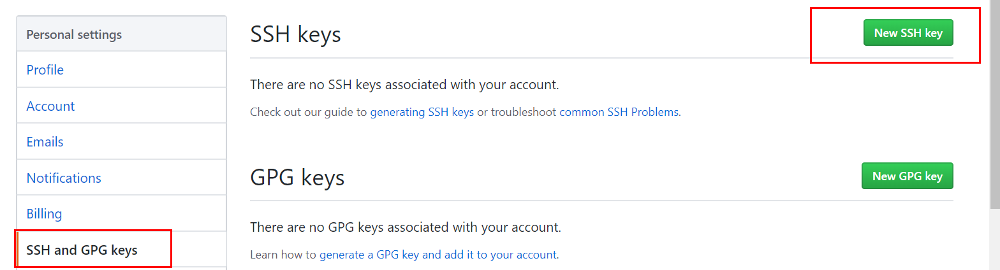 Personal settings
Profile
Account
Emails
Notifications
Billing
SSH and GPG keys
SSH keys
New SSH key
There are no SSH keys associated with your account.
Check out our guide to generating SSH keys or troubleshoot common SSH Problems.
GPG keys
New GPG key
There are no GPG keys associated with your account.
Learn how to generate a GPG key and add it to your account.